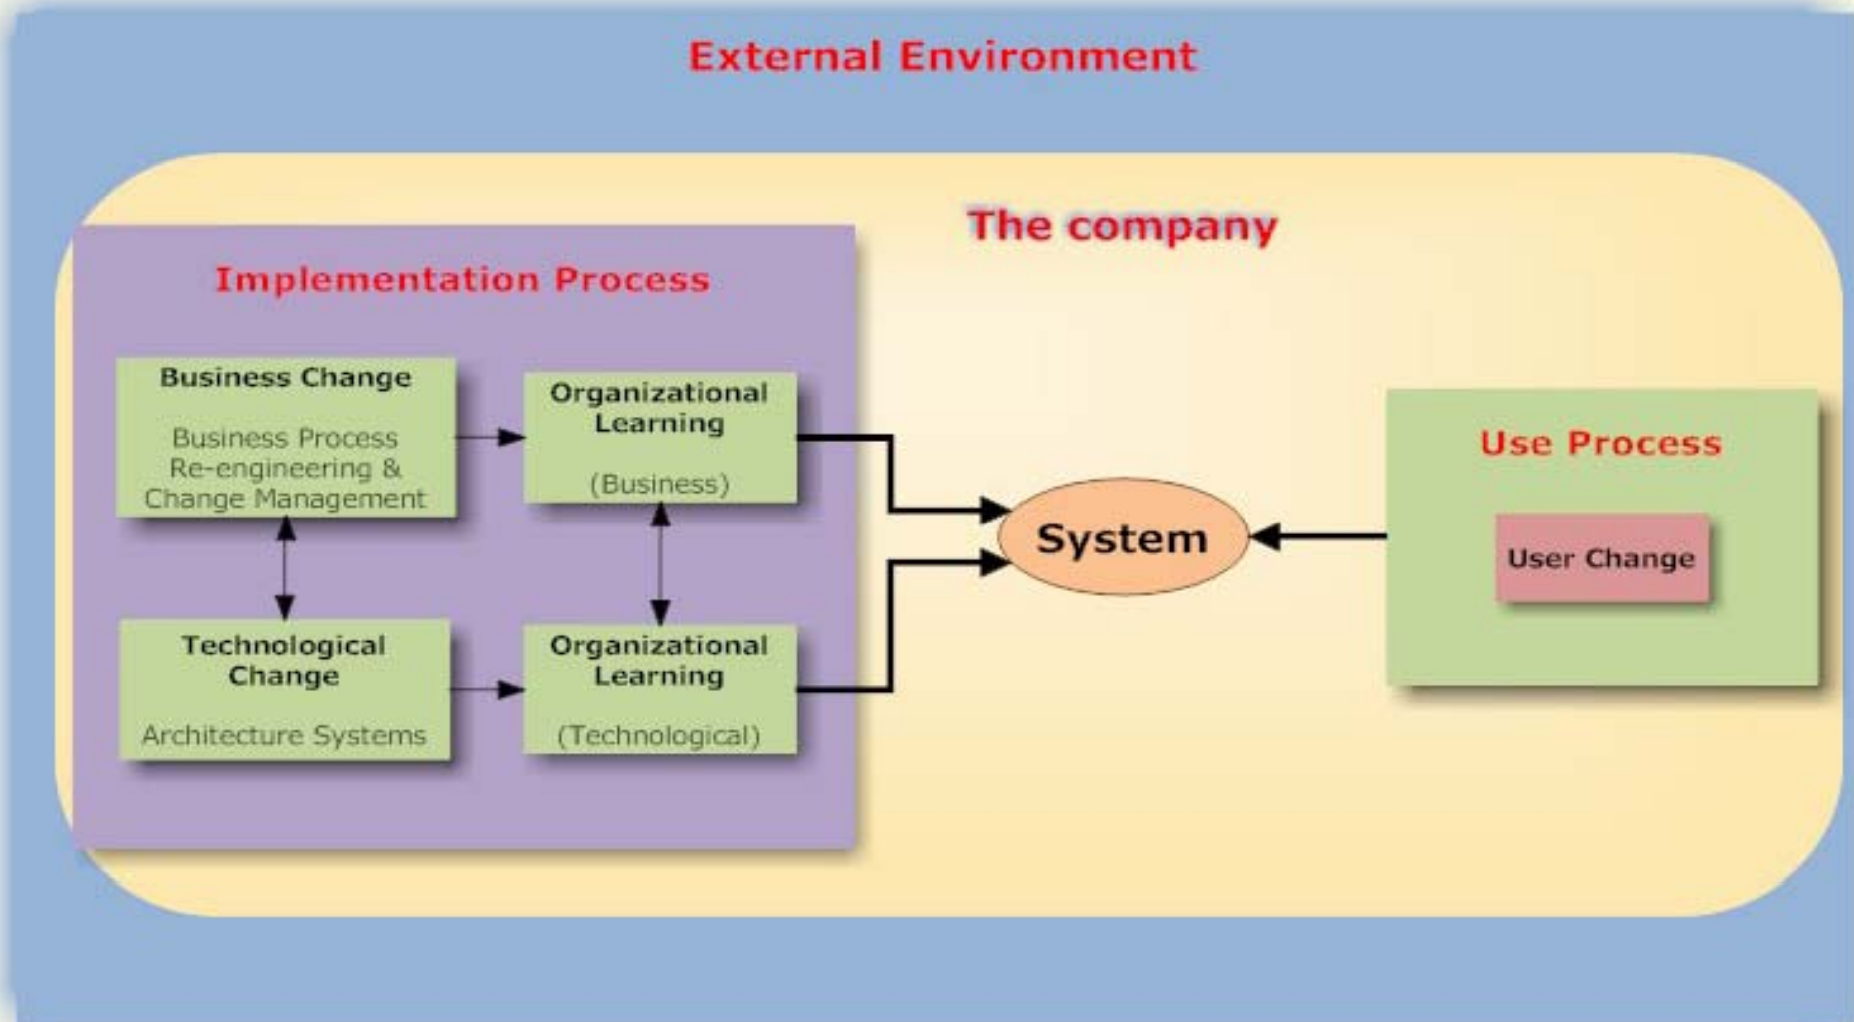 External Environment
The company
Implementation Process
Business Change
Business Process
Re-engineering &
Change Management
Organizational
Learning
(Business)
Technological
Change
Architecture Systems
Organizational
Learning
(Technological)
System
Use Process
User Change